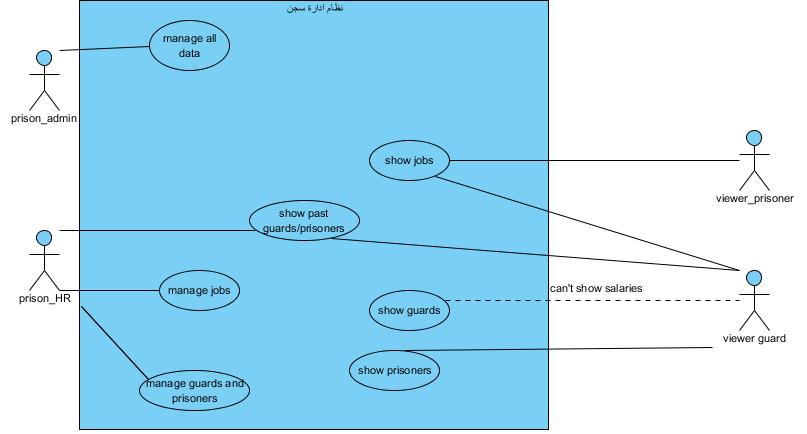 نظام ادارة سجن
manage all
data
prison_admin
show jobs
viewer_prisoner
show past
guards/prisoners
prison_HR
manage jobs
can't show salaries
show guards
viewer guard
show prisoners
manage guards and
prisoners